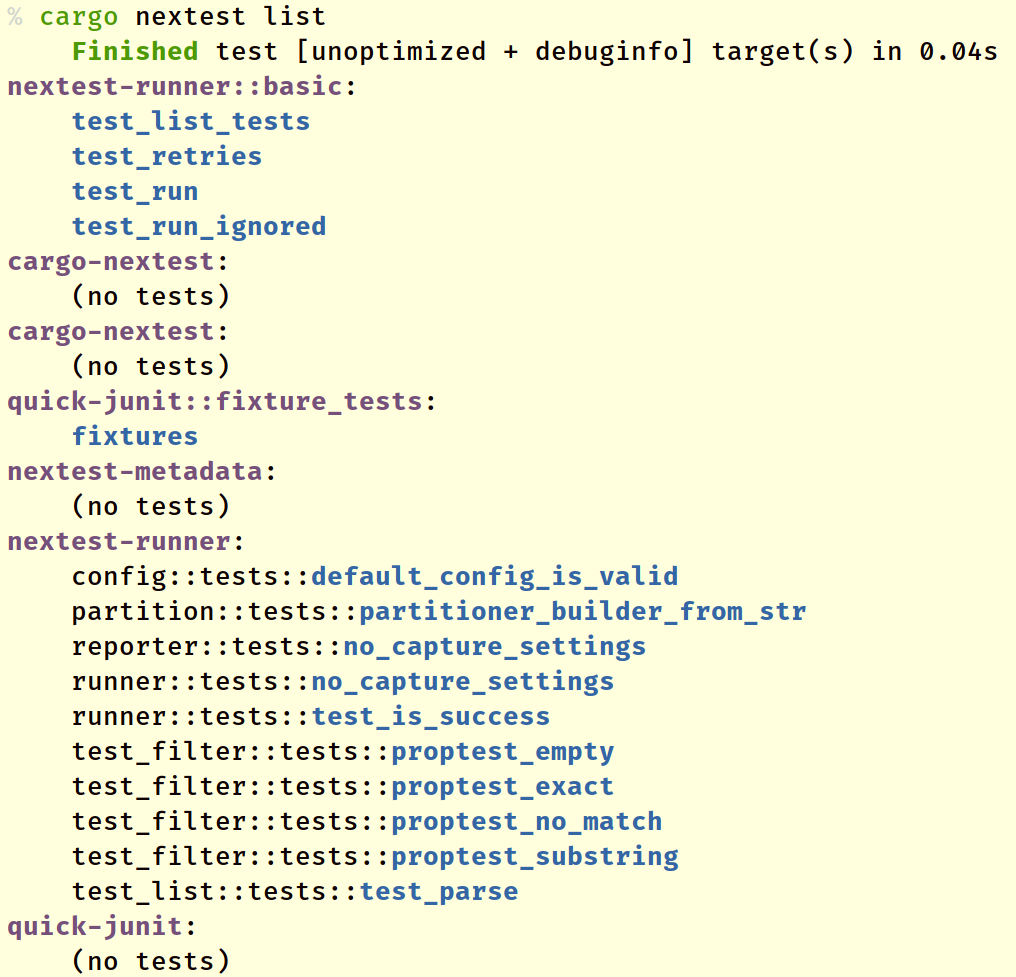 % cargo nextest list
    Finished test [unoptimized + debuginfo] target(s) in 0.04s
nextest-runner::basic:
    test_list_tests
    test_retries
    test_run
    test_run_ignored
cargo-nextest:
    (no tests)
cargo-nextest:
    (no tests)
quick-junit::fixture_tests:
    fixtures
nextest-metadata:
    (no tests)
nextest-runner:
    config::tests::default_config_is_valid
    partition::tests::partitioner_builder_from_str
    reporter::tests::no_capture_settings
    runner::tests::no_capture_settings
    runner::tests::test_is_success
    test_filter::tests::proptest_empty
    test_filter::tests::proptest_exact
    test_filter::tests::proptest_no_match
    test_filter::tests::proptest_substring
    test_list::tests::test_parse
quick-junit:
    (no tests)